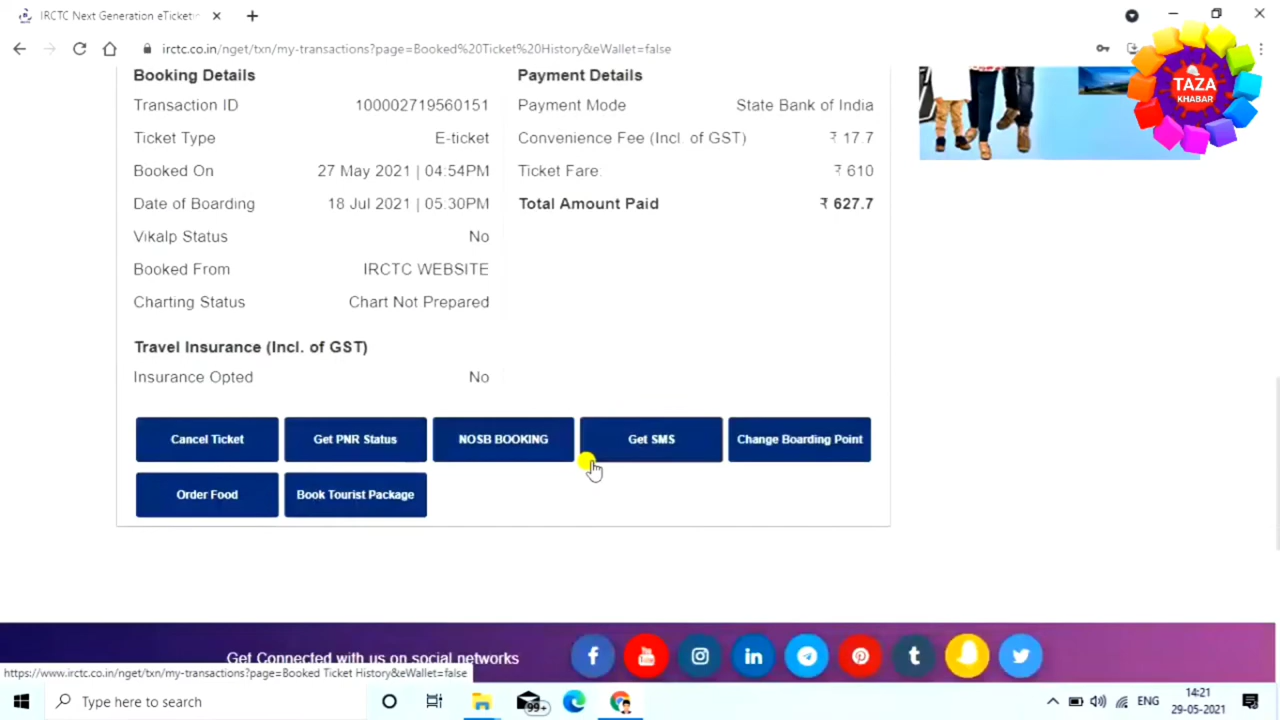 IRCTC Next Generation eTicket
irctc.co.in/nget/txn/my-transactions?page=Booked%20Ticket%20History&eWallet=false
TAZA
KHABAR
Booking Details
Transaction ID 100002719560151
Ticket Type E-ticket
Booked On 27 May 2021 | 04:54PM
Date of Boarding 18 Jul 2021 | 05:30PM
Vikalp Status No
Booked From IRCTC WEBSITE
Charting Status Chart Not Prepared
Payment Details
Payment Mode State Bank of India
Convenience Fee (Incl. of GST) ₹ 17.7
Ticket Fare: ₹ 610
Total Amount Paid ₹ 627.7
Travel Insurance (Incl. of GST)
Insurance Opted No
Cancel Ticket Get PNR Status NOSB BOOKING Get SMS Change Boarding Point
Order Food Book Tourist Package
Get Connected with us on social networks
https://www.irctc.co.in/nget/txn/my-transactions?page=Booked Ticket History&eWallet=false
Type here to search
99+
ENG
14:21
29-05-2021